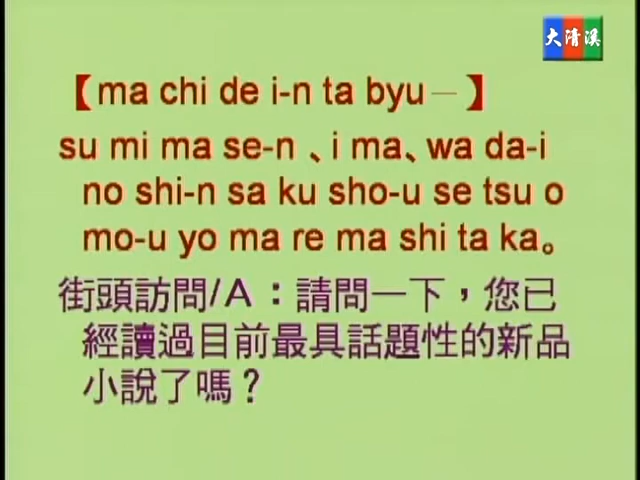 大清溪
【ma chi de i-n ta byu－】
su mi ma se-n、i ma、wa da-i
no shi-n sa ku sho-u se tsu o
mo-u yo ma re ma shi ta ka。
街頭訪問/A：請問一下，您已
經讀過目前最具話題性的新品
小說了嗎？